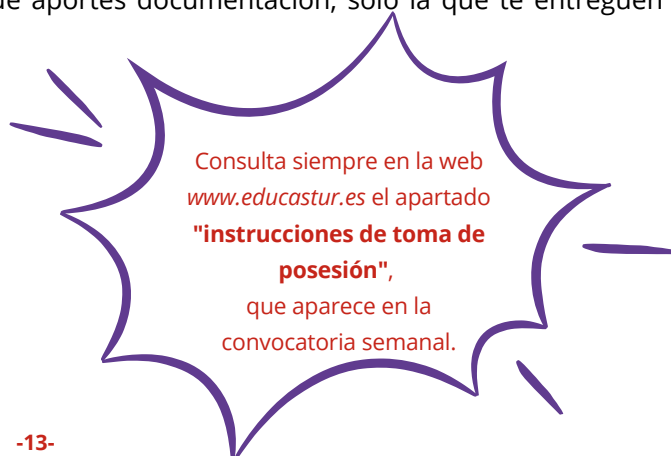 de aportes documentación, solo la que te entreguen
Consulta siempre en la web
www.educastur.es el apartado
"instrucciones de toma de
posesión",
que aparece en la
convocatoria semanal.
-13-